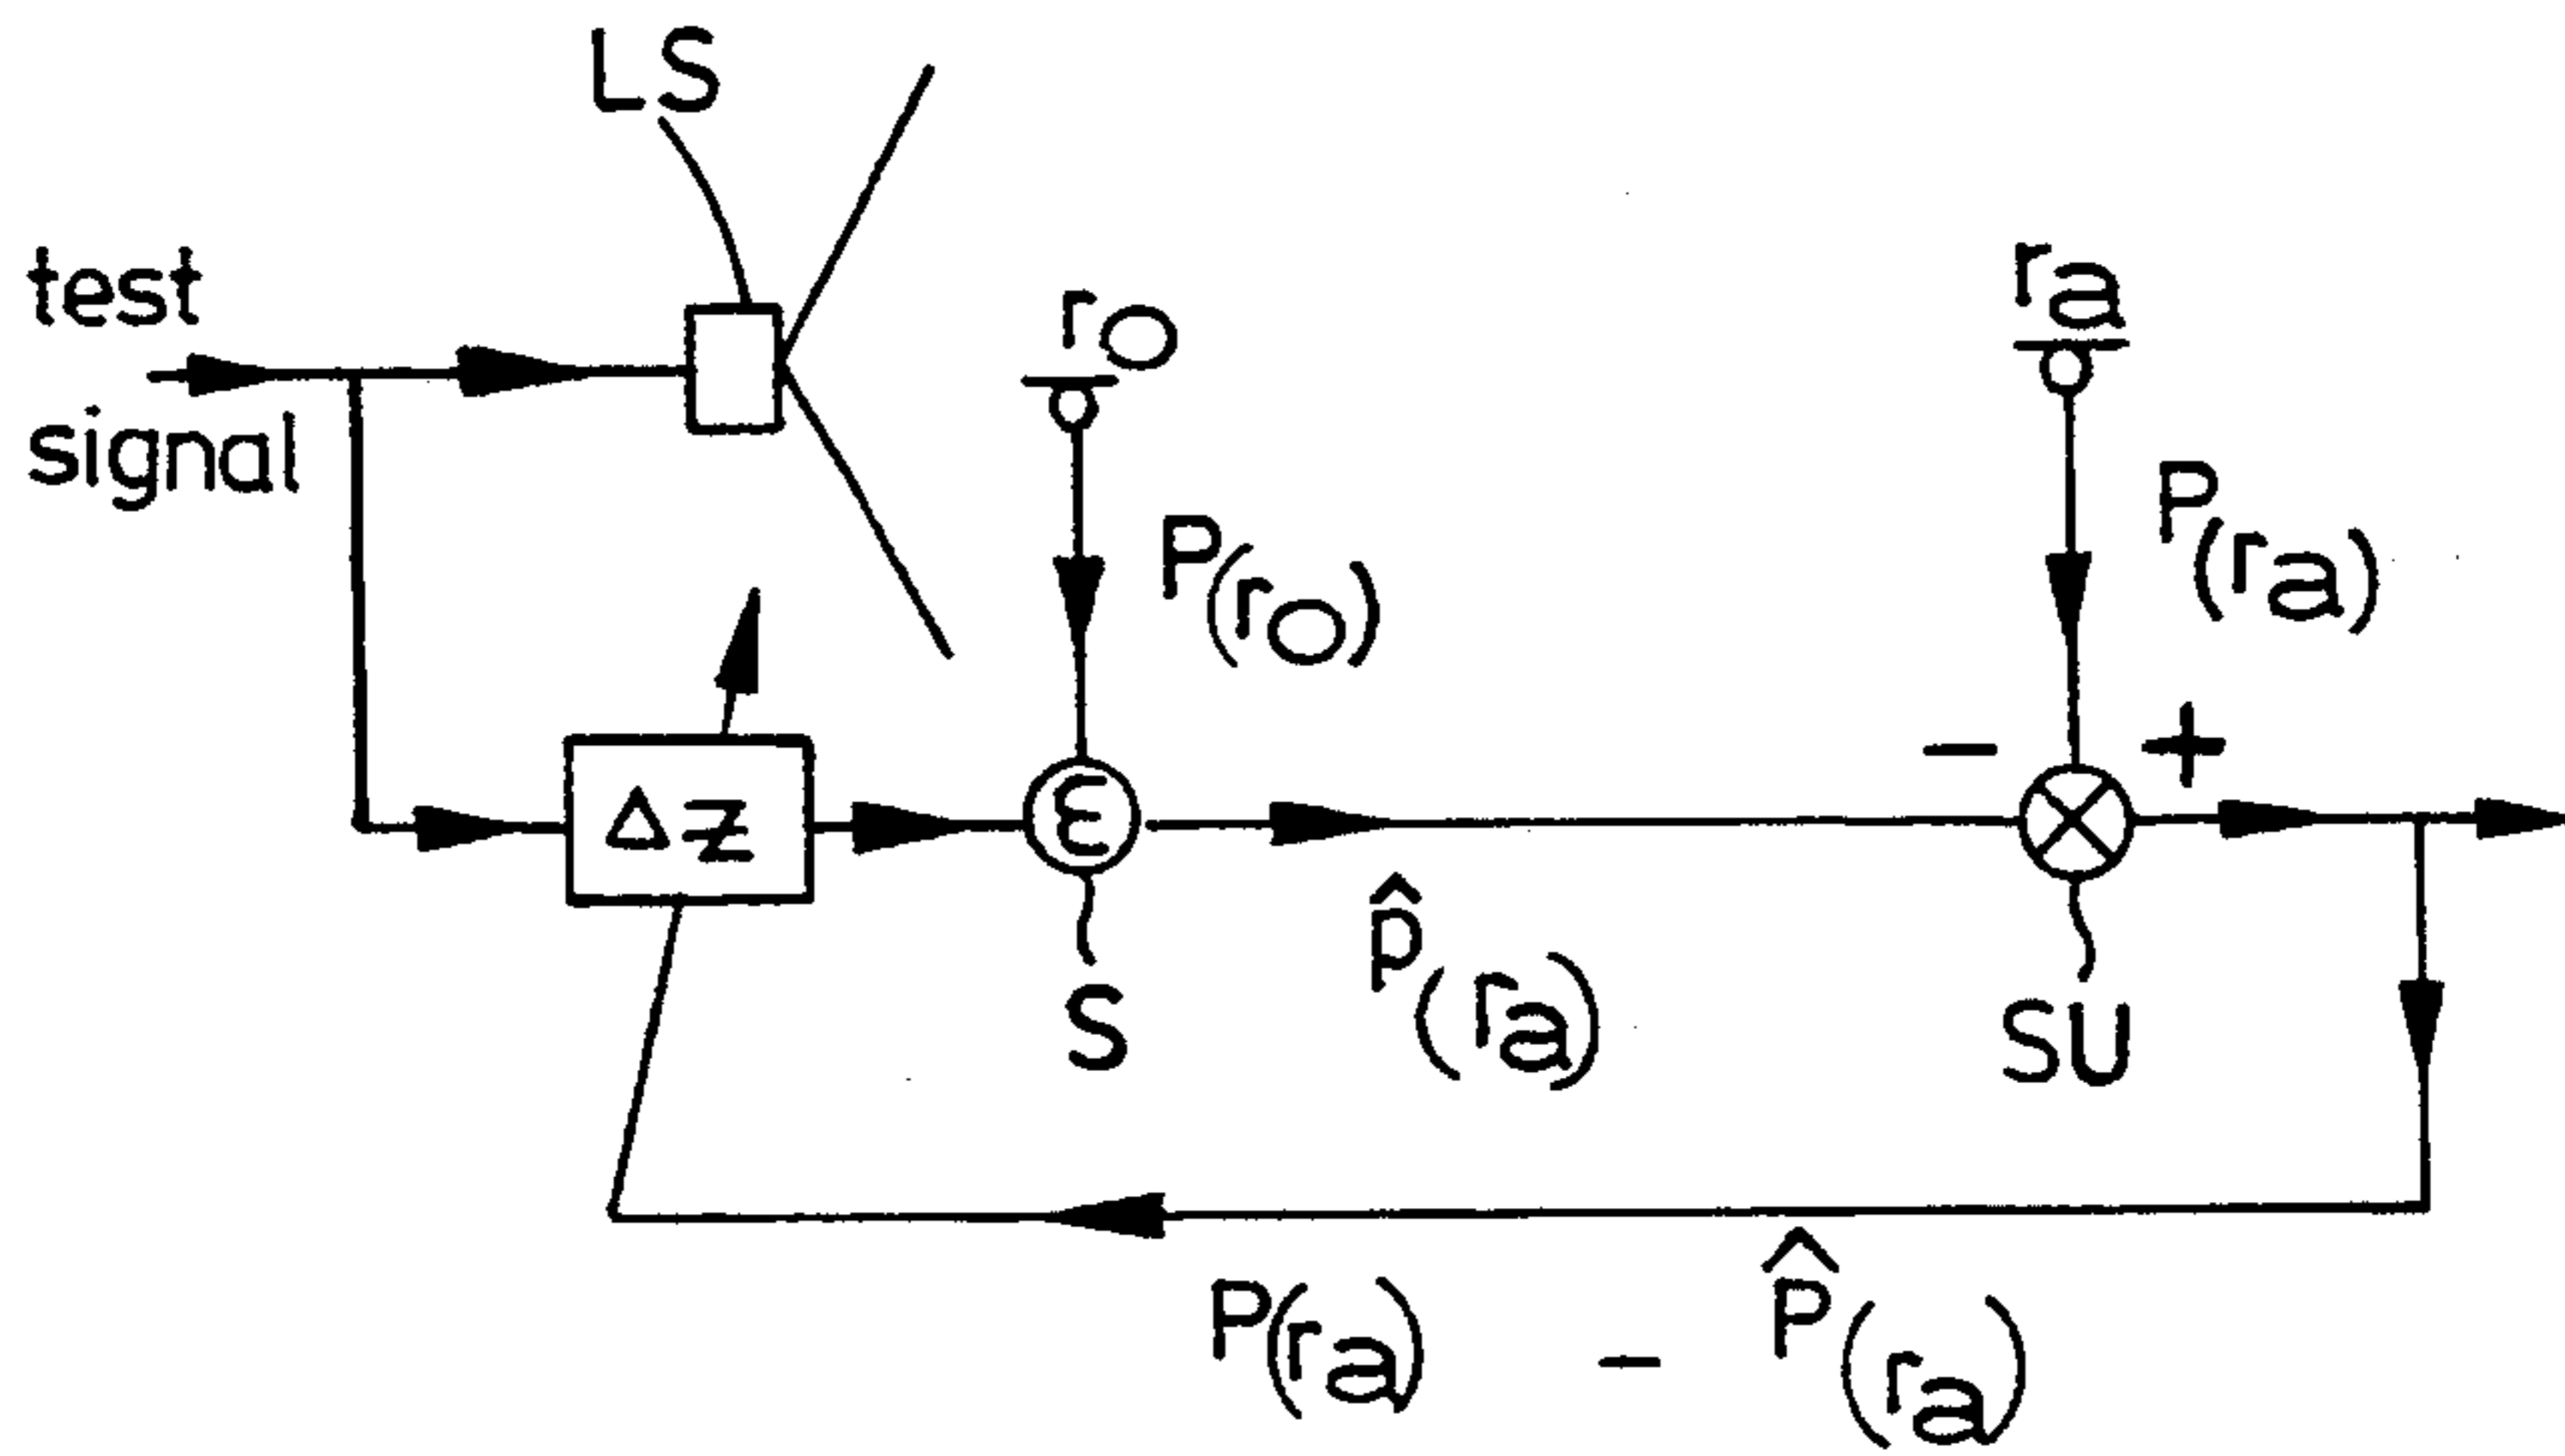 LS
test
signal
r₀
rₐ
P(r₀)
P(rₐ)
− +
ΔZ
Ɛ
p̂(rₐ)
S
SU
P(rₐ) − P̂(rₐ)